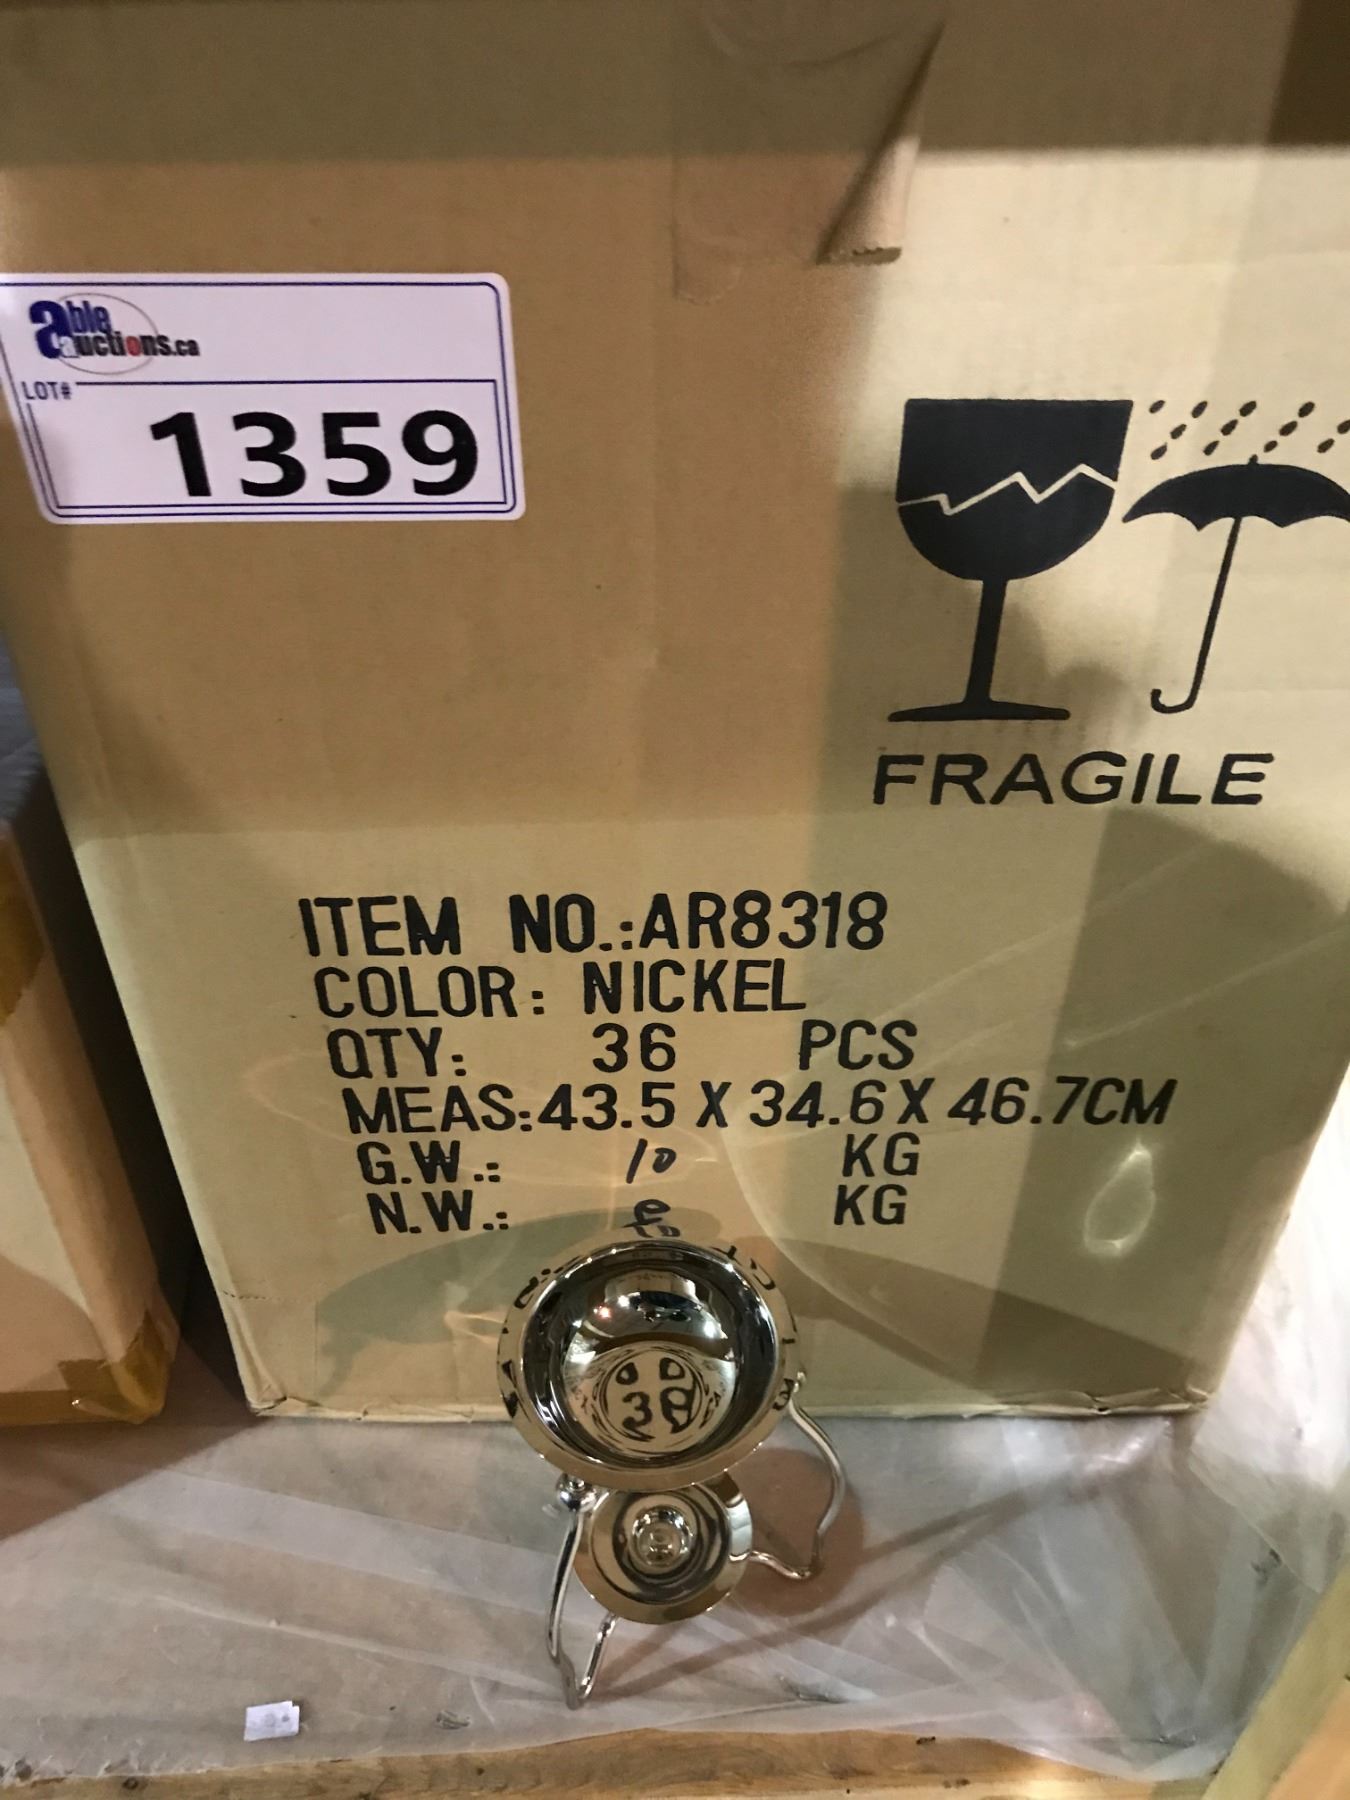 able
auctions.ca
LOT#
1359
FRAGILE
ITEM NO.:AR8318
COLOR: NICKEL
QTY: 36 PCS
MEAS:43.5 X 34.6 X 46.7CM
G.W.: 10 KG
N.W.: KG